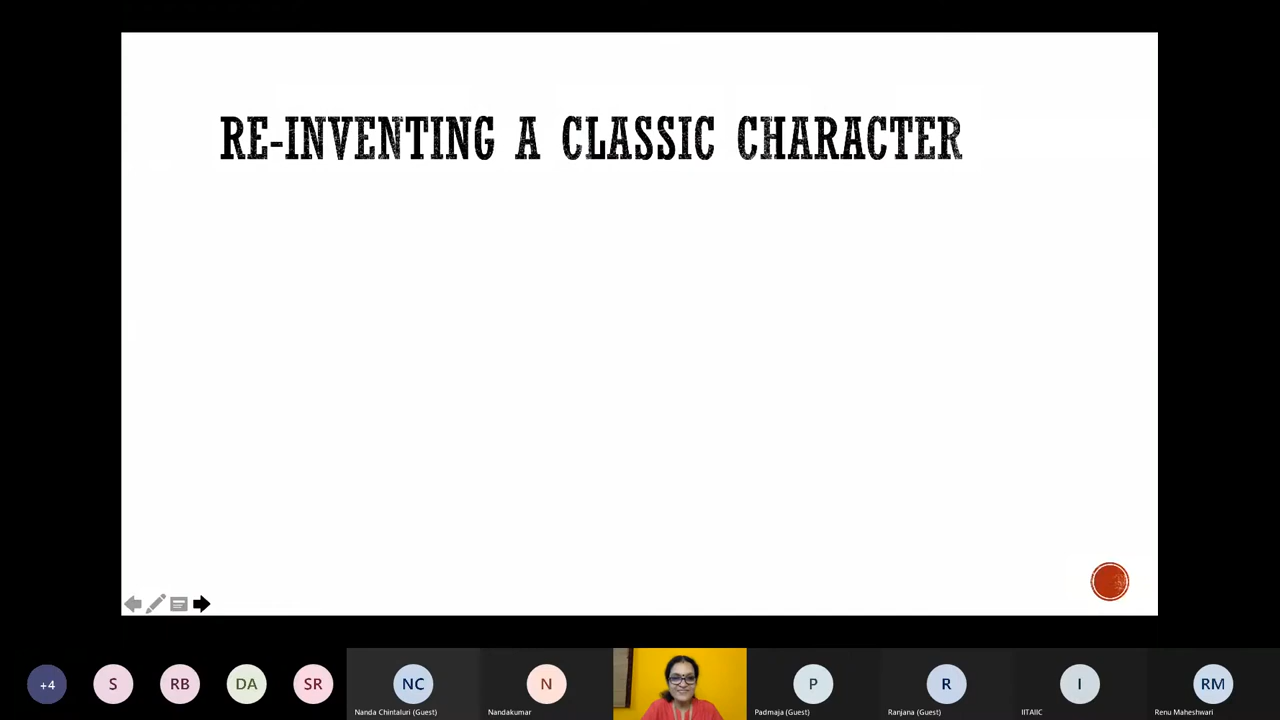 RE-INVENTING A CLASSIC CHARACTER
+4
S
RB
DA
SR
NC
N
P
R
I
RM
Nanda Chintaluri (Guest)
Nandakumar
Padmaja (Guest)
Ranjana (Guest)
IITAIIC
Renu Maheshwari